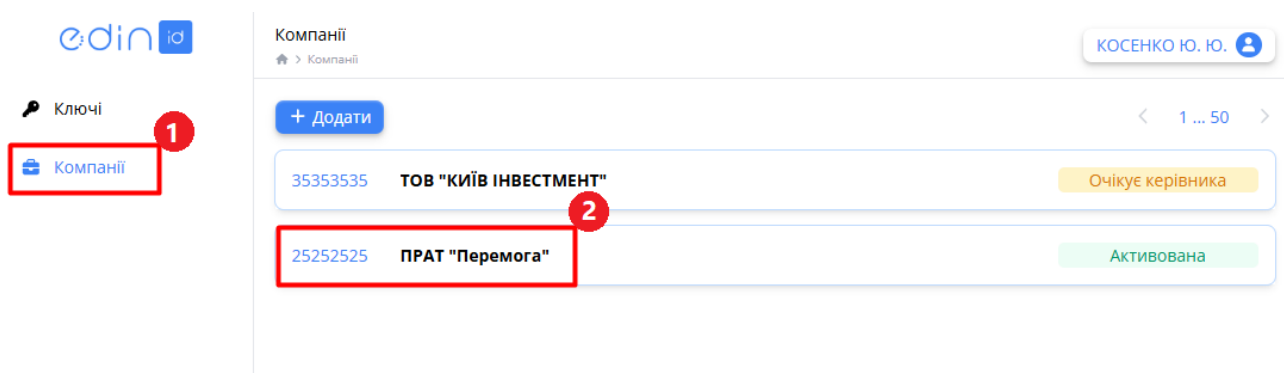 edin id
Компанії
> Компанії
КОСЕНКО Ю. Ю.
Ключі
1
Компанії
+ Додати
< 1 ... 50 >
35353535 ТОВ "КИЇВ ІНВЕСТМЕНТ" Очікує керівника
2
25252525 ПРАТ "Перемога" Активована